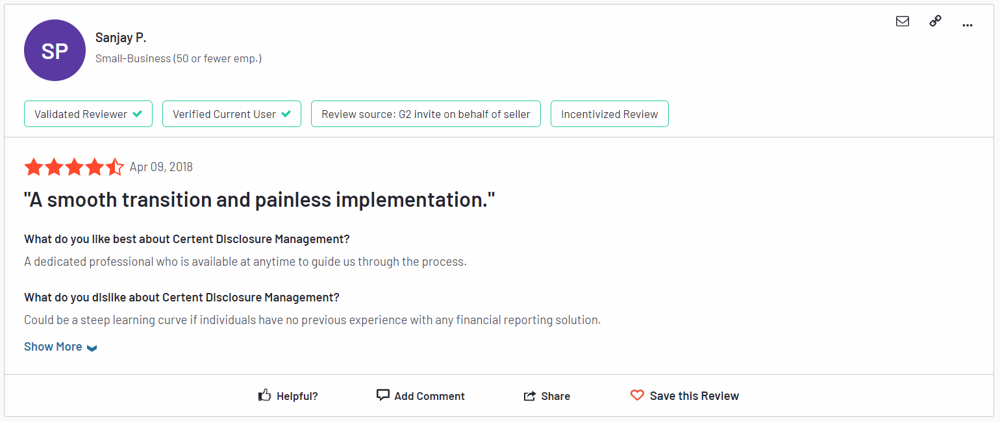 SP
Sanjay P.
Small-Business (50 or fewer emp.)
...
Validated Reviewer
Verified Current User
Review source: G2 invite on behalf of seller
Incentivized Review
Apr 09, 2018
"A smooth transition and painless implementation."
What do you like best about Certent DIsclosure Management?
A dedicated professional who is available at anytime to guide us through the process.
What do you dislike about Certent DIsclosure Management?
Could be a steep learning curve if individuals have no previous experience with any financial reporting solution.
Show More
Helpful?
Add Comment
Share
Save this Review